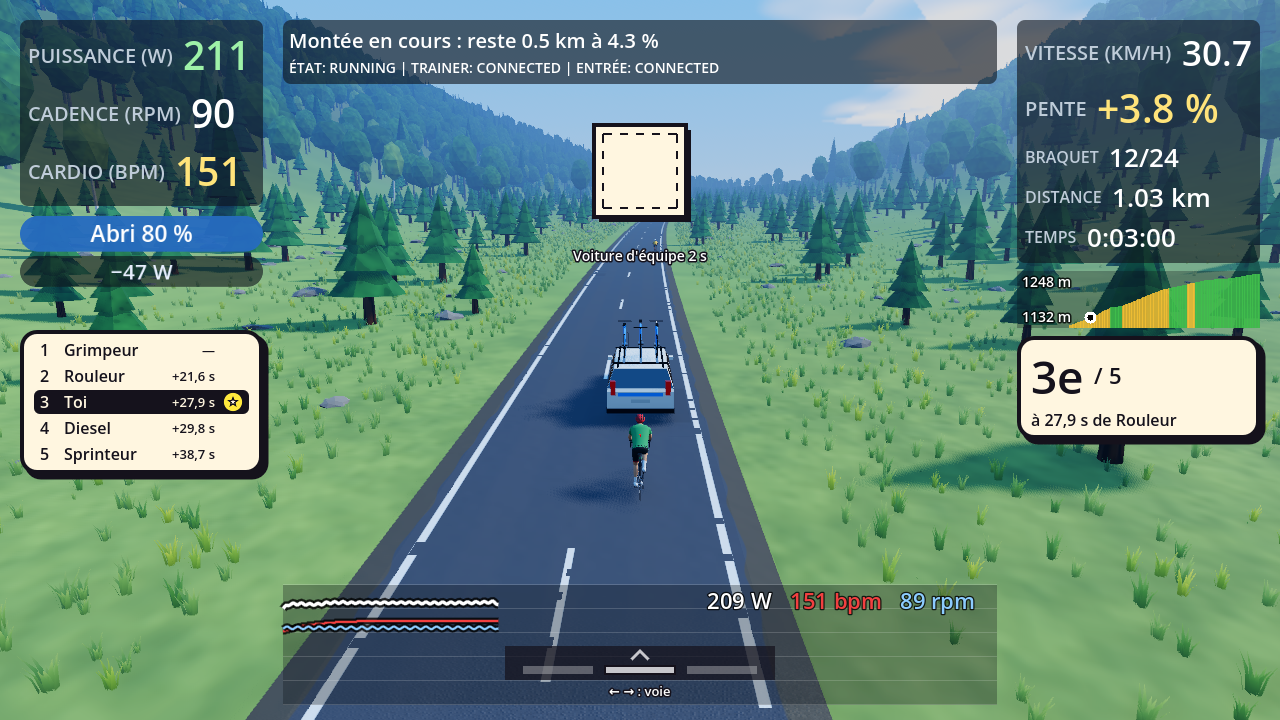 PUISSANCE (W) 211
CADENCE (RPM) 90
CARDIO (BPM) 151
Abri 80 %
−47 W
Montée en cours : reste 0.5 km à 4.3 %
ÉTAT: RUNNING | TRAINER: CONNECTED | ENTRÉE: CONNECTED
VITESSE (KM/H) 30.7
PENTE +3.8 %
BRAQUET 12/24
DISTANCE 1.03 km
TEMPS 0:03:00
1248 m
1132 m
Voiture d'équipe 2 s
1 Grimpeur —
2 Rouleur +21,6 s
3 Toi +27,9 s
4 Diesel +29,8 s
5 Sprinteur +38,7 s
3e / 5
à 27,9 s de Rouleur
209 W 151 bpm 89 rpm
← → : voie